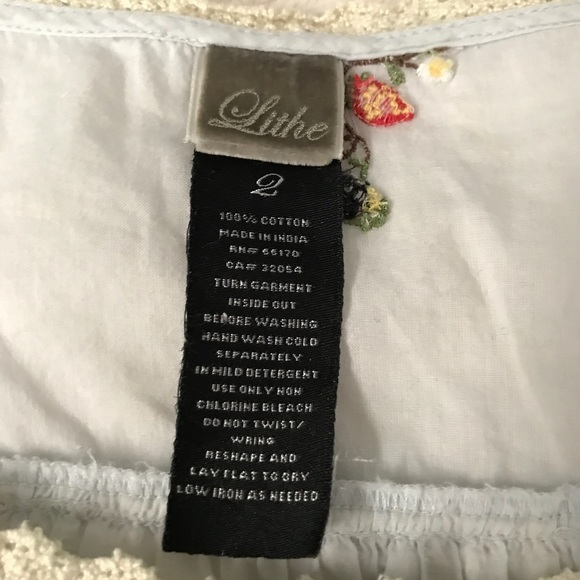 Lithe
2
100% COTTON
MADE IN INDIA
RN# 66170
CA# 32054
TURN GARMENT
INSIDE OUT
BEFORE WASHING
HAND WASH COLD
SEPARATELY
IN MILD DETERGENT
USE ONLY NON
CHLORINE BLEACH
DO NOT TWIST/
WRING
RESHAPE AND
LAY FLAT TO DRY
LOW IRON AS NEEDED